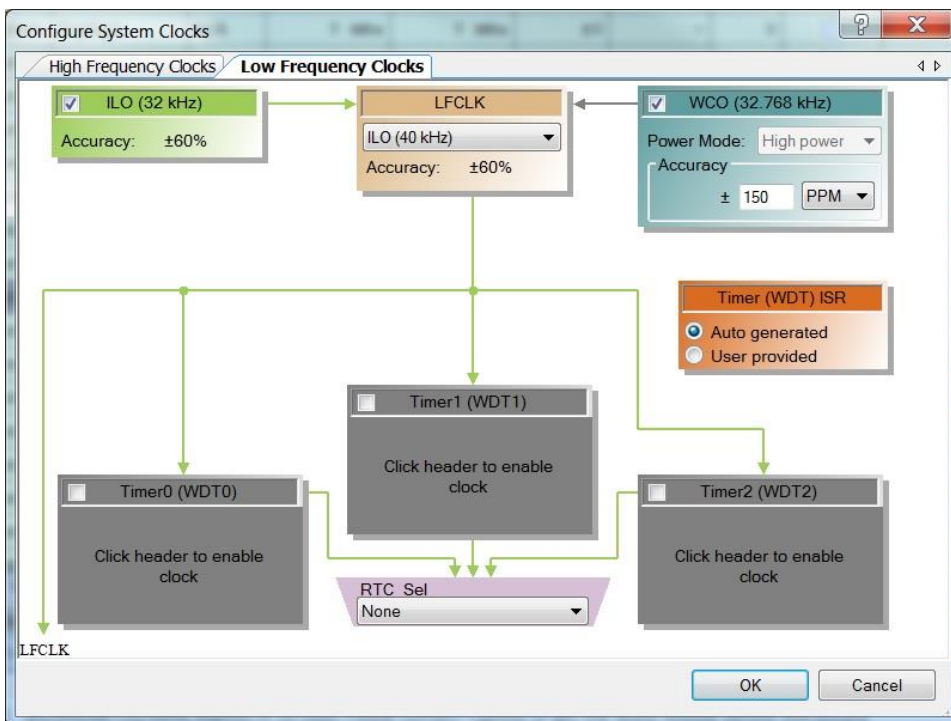 Configure System Clocks
High Frequency Clocks
Low Frequency Clocks
ILO (32 kHz)
Accuracy: ±60%
LFCLK
ILO (40 kHz)
Accuracy: ±60%
WCO (32.768 kHz)
Power Mode: High power
Accuracy
± 150 PPM
Timer (WDT) ISR
Auto generated
User provided
Timer1 (WDT1)
Click header to enable
clock
Timer0 (WDT0)
Click header to enable
clock
Timer2 (WDT2)
Click header to enable
clock
RTC_Sel
None
LFCLK
OK
Cancel